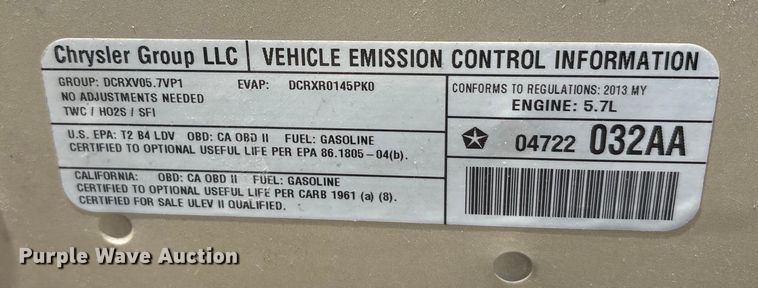 Chrysler Group LLC | VEHICLE EMISSION CONTROL INFORMATION
GROUP: DCRXV05.7VP1 EVAP: DCRXR0145PK0
NO ADJUSTMENTS NEEDED
TWC / HO2S / SFI
U.S. EPA: T2 B4 LDV OBD: CA OBD II FUEL: GASOLINE
CERTIFIED TO OPTIONAL USEFUL LIFE PER EPA 86.1805-04(b).
CALIFORNIA: OBD: CA OBD II FUEL: GASOLINE
CERTIFIED TO OPTIONAL USEFUL LIFE PER CARB 1961 (a) (8).
CERTIFIED FOR SALE ULEV II QUALIFIED.
CONFORMS TO REGULATIONS: 2013 MY
ENGINE: 5.7L
04722 032AA
Purple Wave Auction